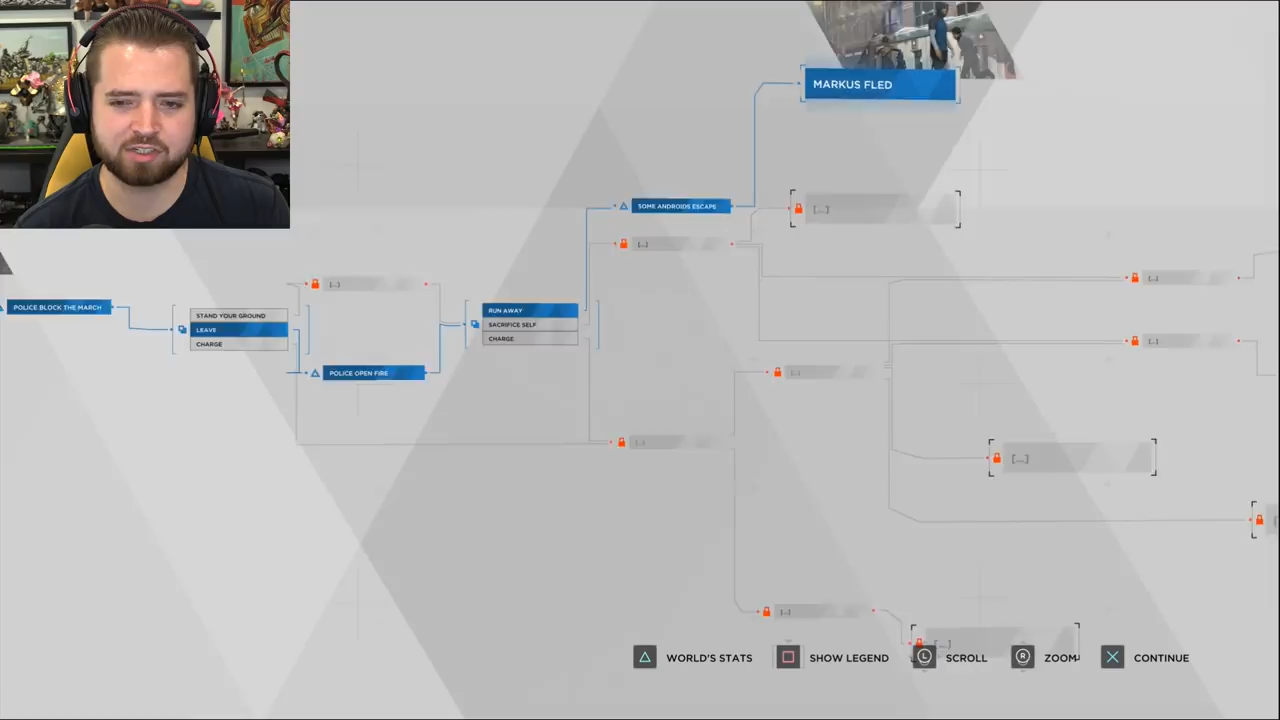 MARKUS FLED
SOME ANDROIDS ESCAPE
[...]
[...]
[...]
[...]
POLICE BLOCK THE MARCH
STAND YOUR GROUND
LEAVE
CHARGE
RUN AWAY
SACRIFICE SELF
CHARGE
[...]
POLICE OPEN FIRE
[...]
[...]
[...]
[...]
[...]
WORLD'S STATS
SHOW LEGEND
L
SCROLL
R
ZOOM
CONTINUE